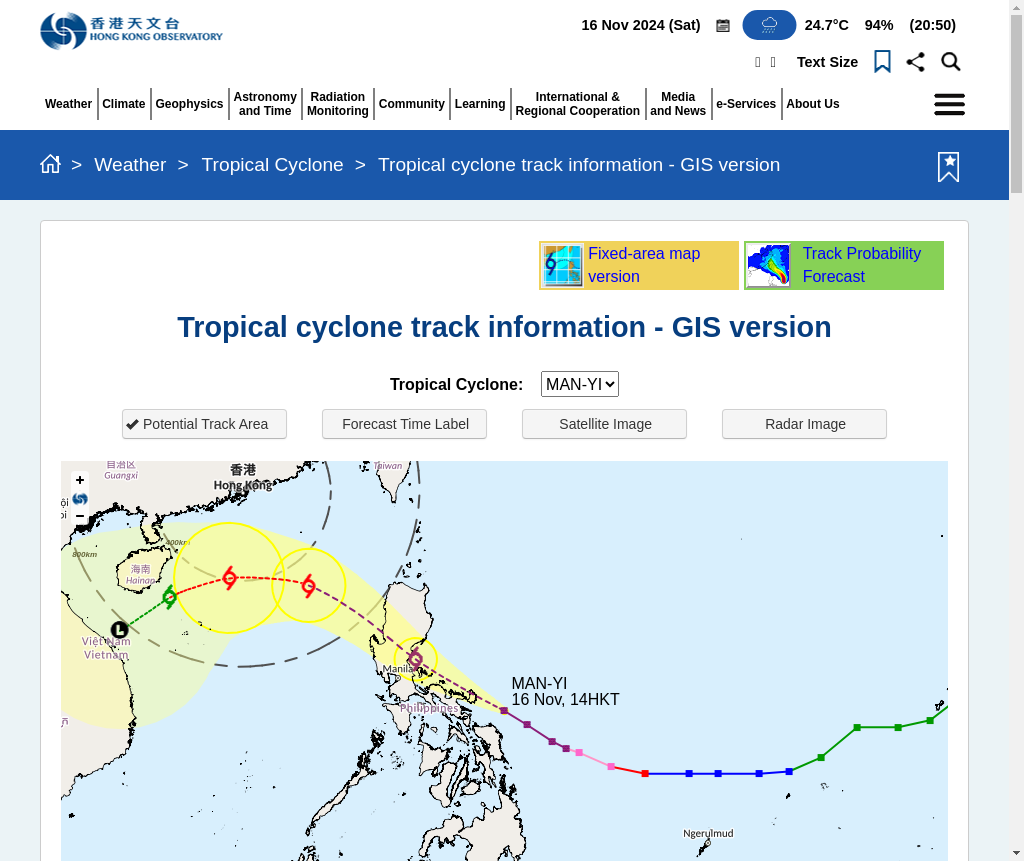 香港天文台
HONG KONG OBSERVATORY
16 Nov 2024 (Sat) 24.7°C 94% (20:50)
Text Size
Weather
Climate
Geophysics
Astronomy
and Time
Radiation
Monitoring
Community
Learning
International &
Regional Cooperation
Media
and News
e-Services
About Us
> Weather > Tropical Cyclone > Tropical cyclone track information - GIS version
Fixed-area map
version
Track Probability
Forecast
Tropical cyclone track information - GIS version
Tropical Cyclone: MAN-YI
Potential Track Area
Forecast Time Label
Satellite Image
Radar Image
自治区
Guangxi
香港
Hong Kong
Taiwan
+
−
400km
800km
海南
Hainan
L
Việt Nam
Vietnam
Manila
Philippines
MAN-YI
16 Nov, 14HKT
Ngerulmud